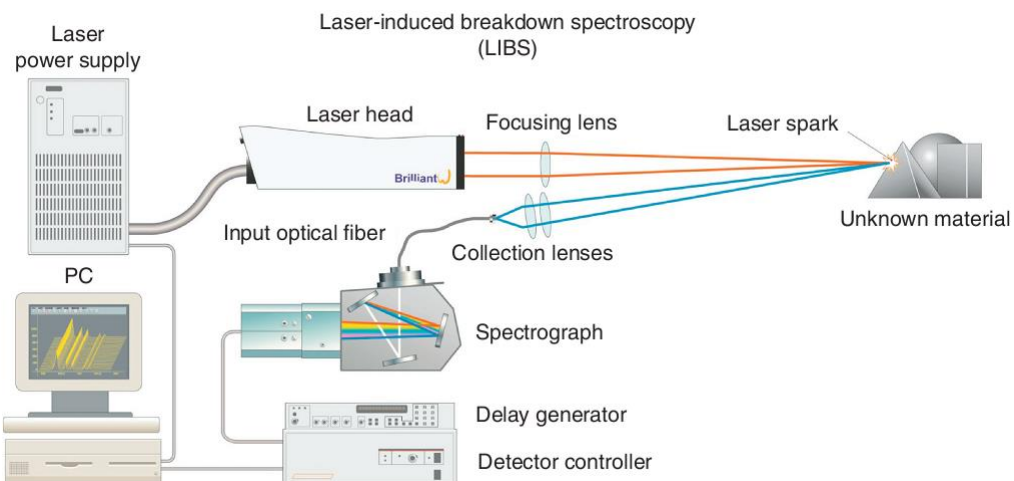 Laser-induced breakdown spectroscopy
(LIBS)
Laser
power supply
Laser head
Focusing lens
Laser spark
Brilliant
Unknown material
Input optical fiber
Collection lenses
PC
Spectrograph
Delay generator
Detector controller